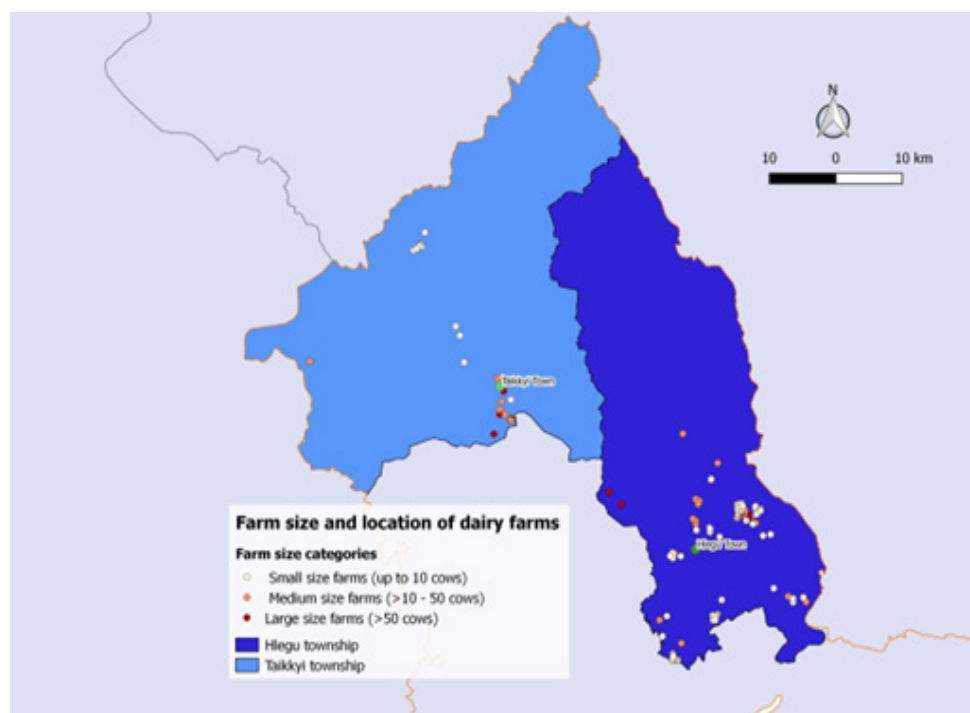 N
10 0 10 km
Taikkyi Town
Hlegu Town
Farm size and location of dairy farms
Farm size categories
Small size farms (up to 10 cows)
Medium size farms (>10 - 50 cows)
Large size farms (>50 cows)
Hlegu township
Taikkyi township